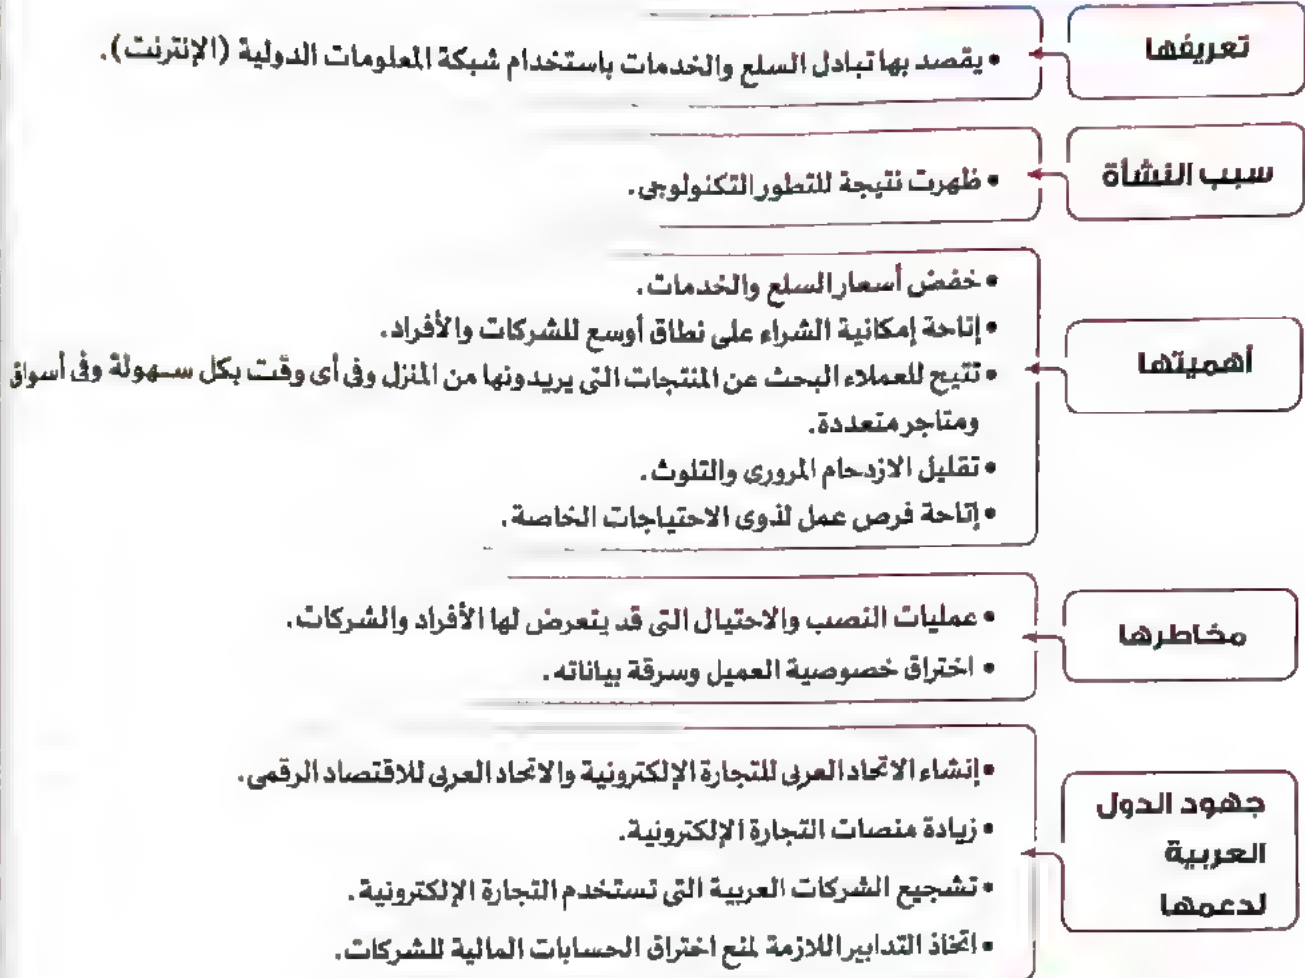 تعريفها
• يقصد بها تبادل السلع والخدمات باستخدام شبكة المعلومات الدولية (الإنترنت).
سبب النشأة
• ظهرت نتيجة للتطور التكنولوجى.
أهميتها
• خفض أسعار السلع والخدمات.
• إتاحة إمكانية الشراء على نطاق أوسع للشركات والأفراد.
• تتيح للعملاء البحث عن المنتجات التى يريدونها من المنزل وفى أى وقت بكل سهولة وفى أسواق
ومتاجر متعددة.
• تقليل الازدحام المرورى والتلوث.
• إتاحة فرص عمل لذوى الاحتياجات الخاصة.
مخاطرها
• عمليات النصب والاحتيال التى قد يتعرض لها الأفراد والشركات.
• اختراق خصوصية العميل وسرقة بياناته.
جهود الدول
العربية
لدعمها
• إنشاء الاتحاد العربى للتجارة الإلكترونية والاتحاد العربى للاقتصاد الرقمى.
• زيادة منصات التجارة الإلكترونية.
• تشجيع الشركات العربية التى تستخدم التجارة الإلكترونية.
• اتخاذ التدابير اللازمة لمنع اختراق الحسابات المالية للشركات.